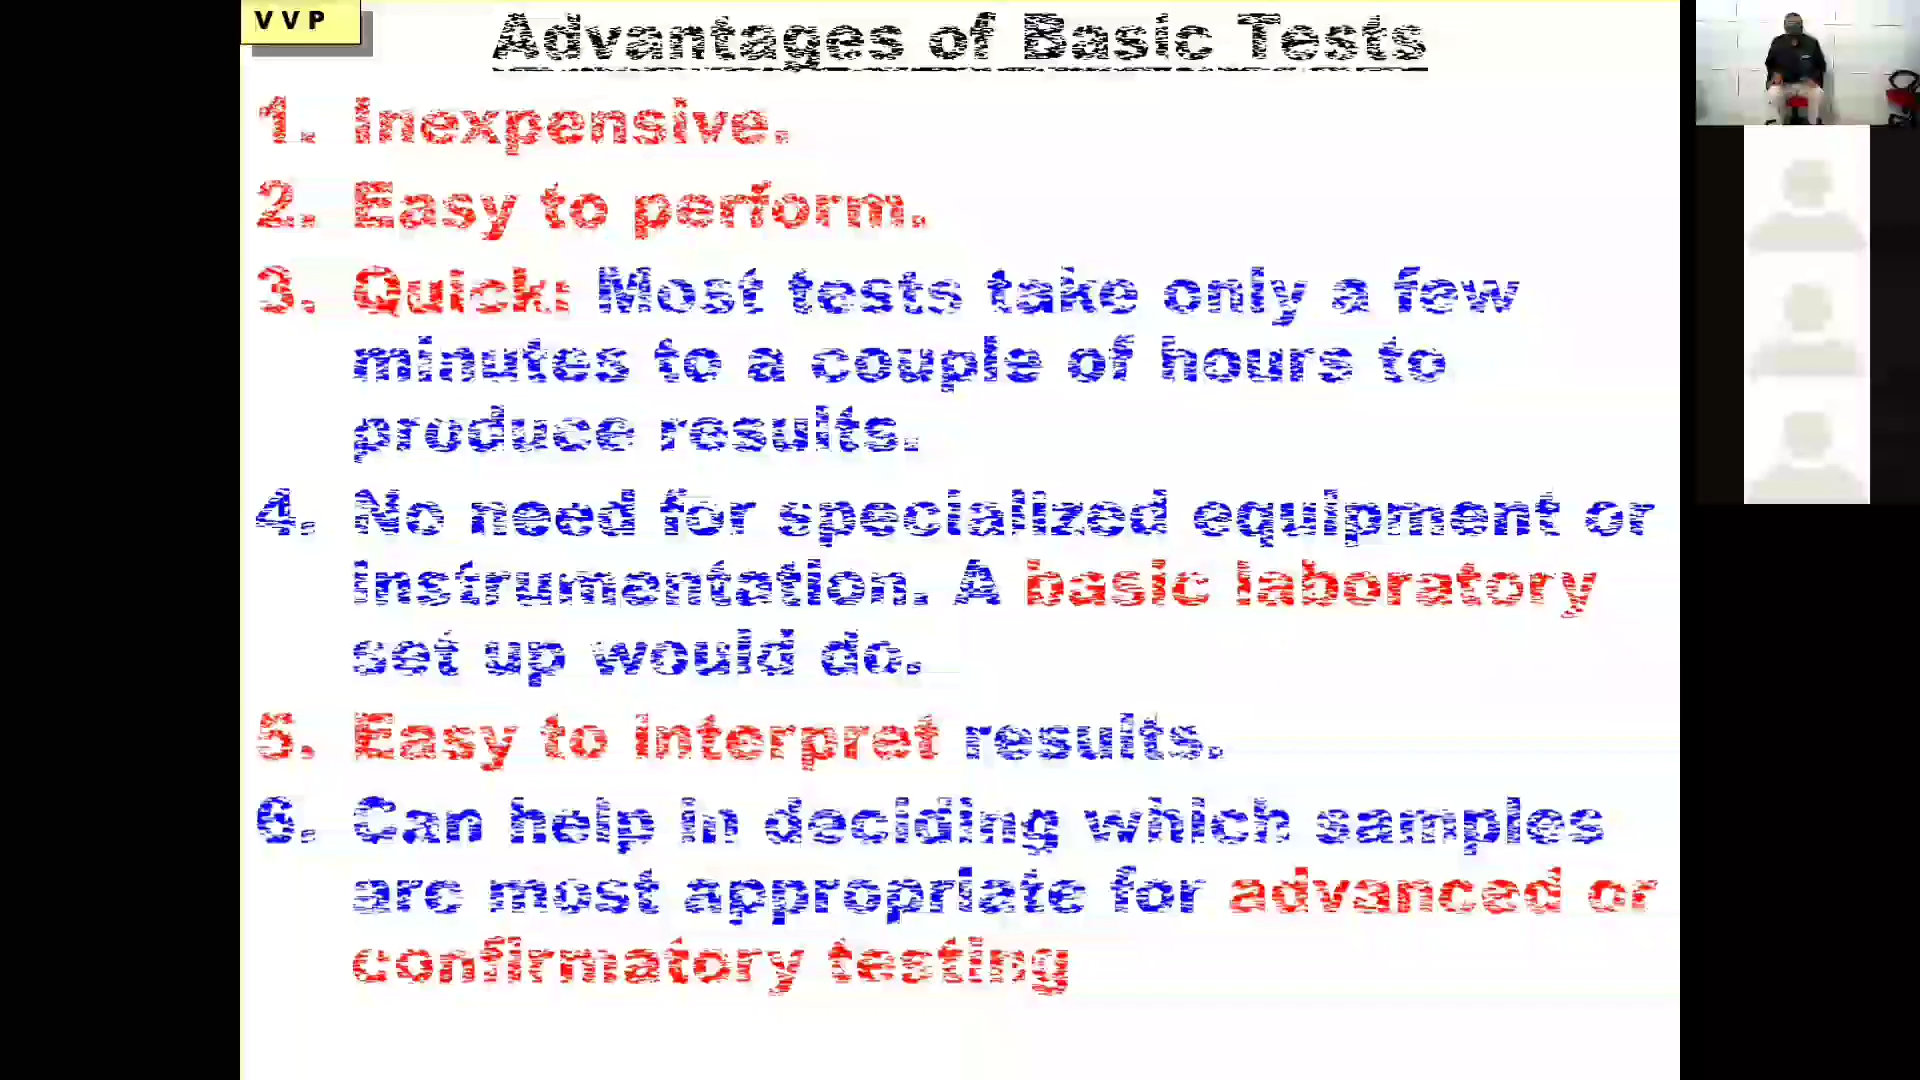 V V P
Advantages of Basic Tests
1. Inexpensive.
2. Easy to perform.
3. Quick: Most tests take only a few
minutes to a couple of hours to
produce results.
4. No need for specialized equipment or
instrumentation. A basic laboratory
set up would do.
5. Easy to interpret results.
6. Can help in deciding which samples
are most appropriate for advanced or
confirmatory testing